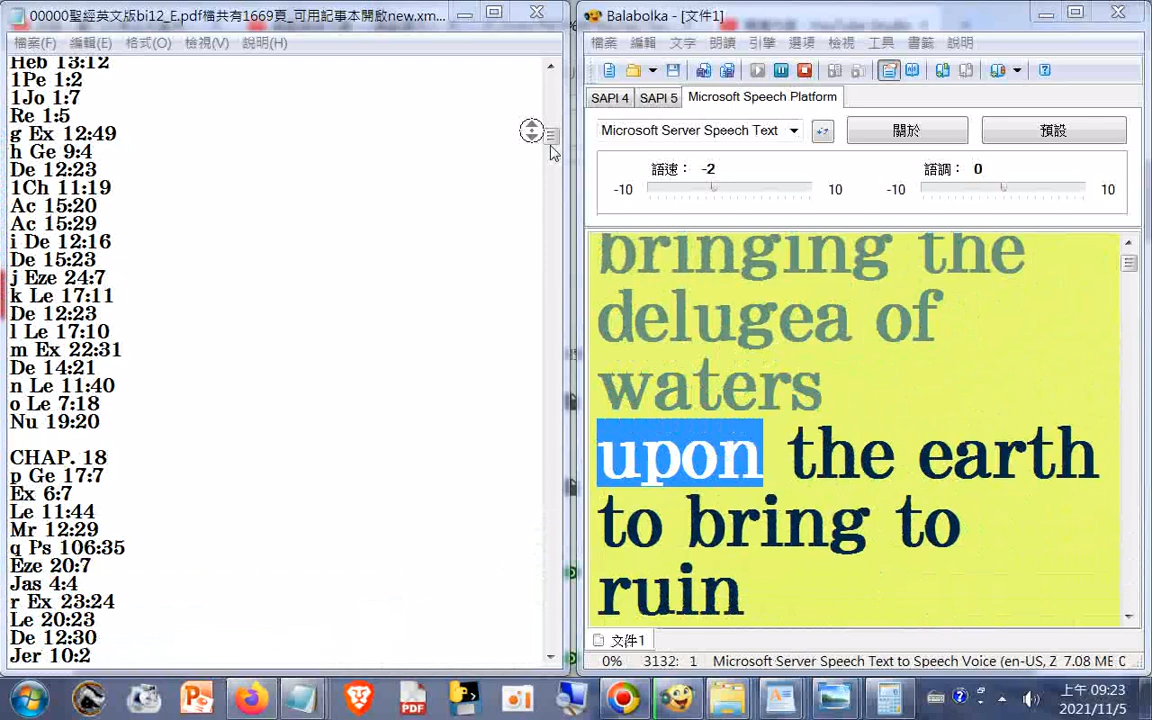 00000聖經英文版bi12_E.pdf檔共有1669頁_可用記事本開啟new.xm...
檔案(F) 編輯(E) 格式(O) 檢視(V) 說明(H)
Heb 13:12
1Pe 1:2
1Jo 1:7
Re 1:5
g Ex 12:49
h Ge 9:4
De 12:23
1Ch 11:19
Ac 15:20
Ac 15:29
i De 12:16
De 15:23
j Eze 24:7
k Le 17:11
De 12:23
l Le 17:10
m Ex 22:31
De 14:21
n Le 11:40
o Le 7:18
Nu 19:20
CHAP. 18
p Ge 17:7
Ex 6:7
Le 11:44
Mr 12:29
q Ps 106:35
Eze 20:7
Jas 4:4
r Ex 23:24
Le 20:23
De 12:30
Jer 10:2
Balabolka - [文件1]
檔案 編輯 文字 朗讀 引擎 選項 檢視 工具 書籤 說明
SAPI 4 SAPI 5 Microsoft Speech Platform
Microsoft Server Speech Text 關於 預設
語速： -2 語調： 0
-10 10 -10 10
bringing the
delugea of
waters
upon the earth
to bring to
ruin
文件1
0% 3132: 1 Microsoft Server Speech Text to Speech Voice (en-US, Z 7.08 MB
PDF
上午 09:23
2021/11/5